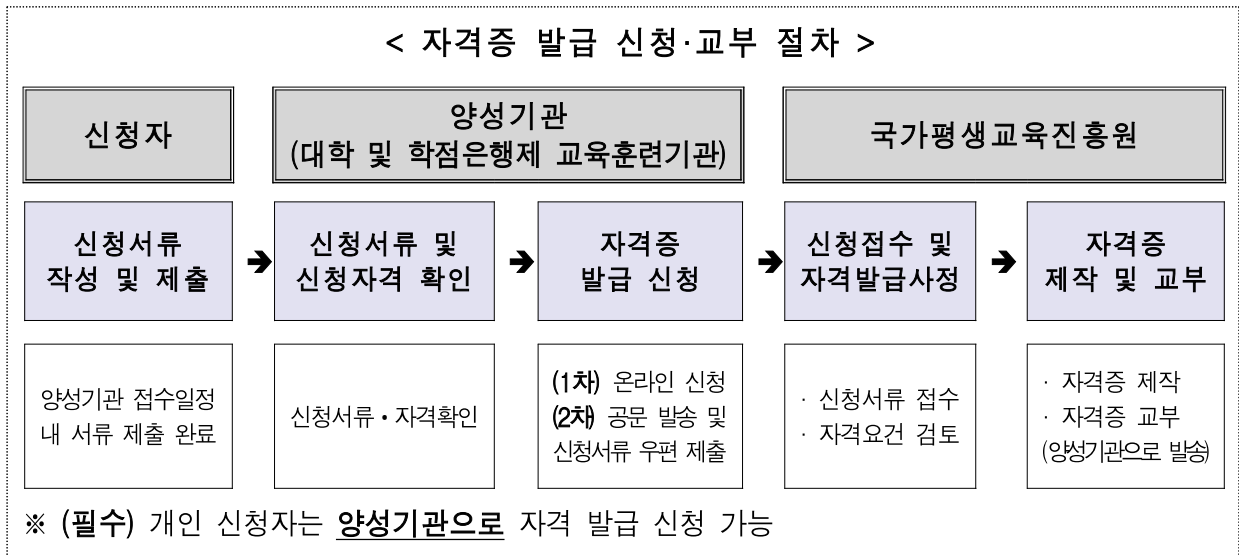 < 자격증 발급 신청·교부 절차 >
신청자
양성기관
(대학 및 학점은행제 교육훈련기관)
국가평생교육진흥원
신청서류
작성 및 제출
➔
신청서류 및
신청자격 확인
➔
자격증
발급 신청
➔
신청접수 및
자격발급사정
➔
자격증
제작 및 교부
양성기관 접수일정
내 서류 제출 완료
신청서류・자격확인
(1차) 온라인 신청
(2차) 공문 발송 및
신청서류 우편 제출
· 신청서류 접수
· 자격요건 검토
· 자격증 제작
· 자격증 교부
(양성기관으로 발송)
※ (필수) 개인 신청자는 양성기관으로 자격 발급 신청 가능